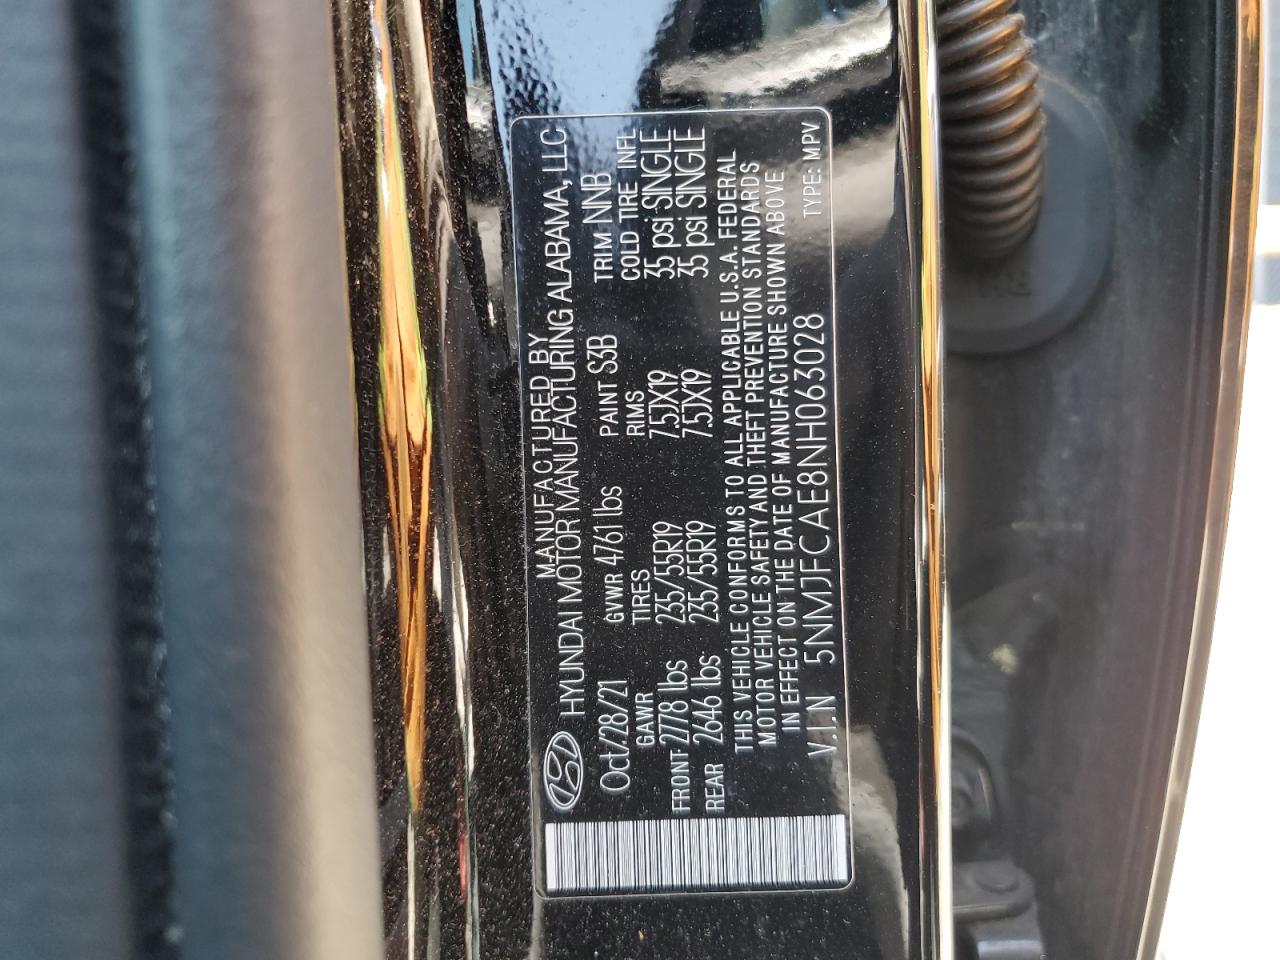 MANUFACTURED BY
HYUNDAI MOTOR MANUFACTURING ALABAMA, LLC
Oct/28/21 GVWR 4761 lbs PAINT S3B TRIM NNB
GAWR TIRES RIMS COLD TIRE INFL
FRONT 2778 lbs 235/55R19 7.5JX19 35 psi SINGLE
REAR 2646 lbs 235/55R19 7.5JX19 35 psi SINGLE
THIS VEHICLE CONFORMS TO ALL APPLICABLE U.S.A. FEDERAL
MOTOR VEHICLE SAFETY AND THEFT PREVENTION STANDARDS
IN EFFECT ON THE DATE OF MANUFACTURE SHOWN ABOVE
V.I.N 5NMJFCAE8NH063028 TYPE: MPV